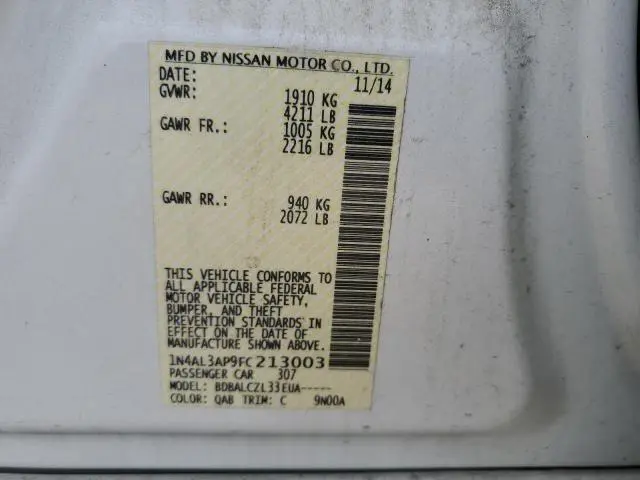 MFD BY NISSAN MOTOR CO., LTD.
DATE: 11/14
GVWR: 1910 KG
4211 LB
GAWR FR.: 1005 KG
2216 LB
GAWR RR.: 940 KG
2072 LB
THIS VEHICLE CONFORMS TO
ALL APPLICABLE FEDERAL
MOTOR VEHICLE SAFETY,
BUMPER, AND THEFT
PREVENTION STANDARDS IN
EFFECT ON THE DATE OF
MANUFACTURE SHOWN ABOVE.
1N4AL3AP9FC213003
PASSENGER CAR 307
MODEL: BDBALCZL33EUA-----
COLOR: QAB TRIM: C 9N00A